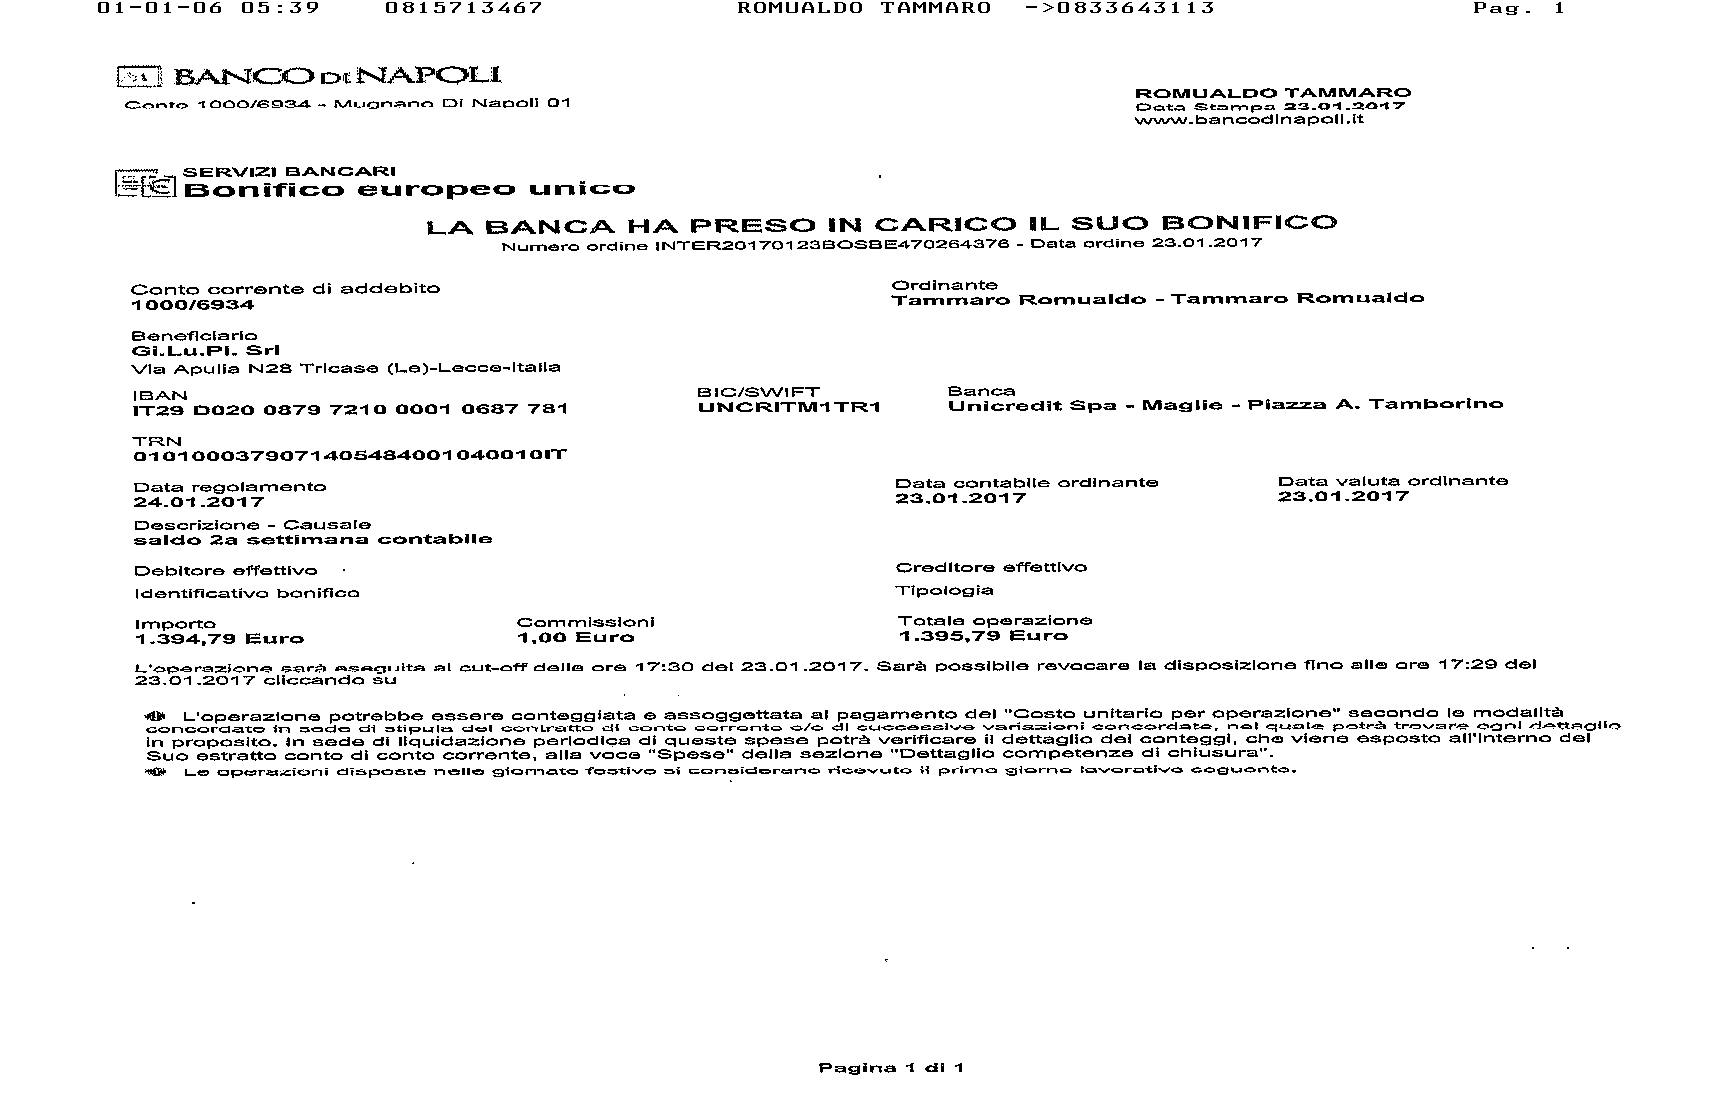 01-01-06 05:39 0815713467 ROMUALDO TAMMARO ->0833643113 Pag. 1
BANCO DI NAPOLI
Conto 1000/6934 - Mugnano Di Napoli 01
ROMUALDO TAMMARO
Data Stampa 23.01.2017
www.bancodinapoli.it
SERVIZI BANCARI
Bonifico europeo unico
LA BANCA HA PRESO IN CARICO IL SUO BONIFICO
Numero ordine INTER20170123BOSBE470264376 - Data ordine 23.01.2017
Conto corrente di addebito Ordinante
1000/6934 Tammaro Romualdo - Tammaro Romualdo
Beneficiario
Gi.Lu.Pi. Srl
Via Apulia N28 Tricase (Le)-Lecce-Italia
IBAN BIC/SWIFT Banca
IT29 D020 0879 7210 0001 0687 781 UNCRITM1TR1 Unicredit Spa - Maglie - Piazza A. Tamborino
TRN
0101000379071405484001040010IT
Data regolamento Data contabile ordinante Data valuta ordinante
24.01.2017 23.01.2017 23.01.2017
Descrizione - Causale
saldo 2a settimana contabile
Debitore effettivo Creditore effettivo
Identificativo bonifico Tipologia
Importo Commissioni Totale operazione
1.394,79 Euro 1,00 Euro 1.395,79 Euro
L'operazione sarà eseguita al cut-off delle ore 17:30 del 23.01.2017. Sarà possibile revocare la disposizione fino alle ore 17:29 del
23.01.2017 cliccando su
L'operazione potrebbe essere conteggiata e assoggettata al pagamento del "Costo unitario per operazione" secondo le modalità
concordate in sede di stipula del contratto di conto corrente e/o di successive variazioni concordate, nel quale potrà trovare ogni dettaglio
in proposito. In sede di liquidazione periodica di queste spese potrà verificare il dettaglio dei conteggi, che viene esposto all'interno del
Suo estratto conto di conto corrente, alla voce "Spese" della sezione "Dettaglio competenze di chiusura".
Le operazioni disposte nelle giornate festive si considerano ricevute il primo giorno lavorativo seguente.
Pagina 1 di 1